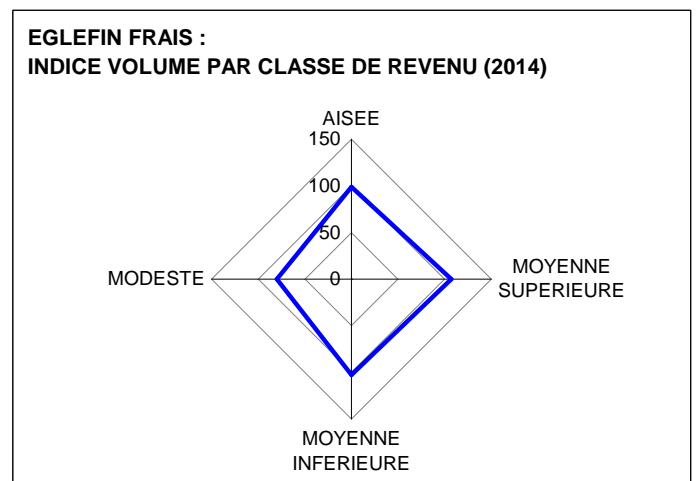 EGLEFIN FRAIS :
INDICE VOLUME PAR CLASSE DE REVENU (2014)
AISEE
150
100
50
0
MODESTE
MOYENNE
SUPERIEURE
MOYENNE
INFERIEURE